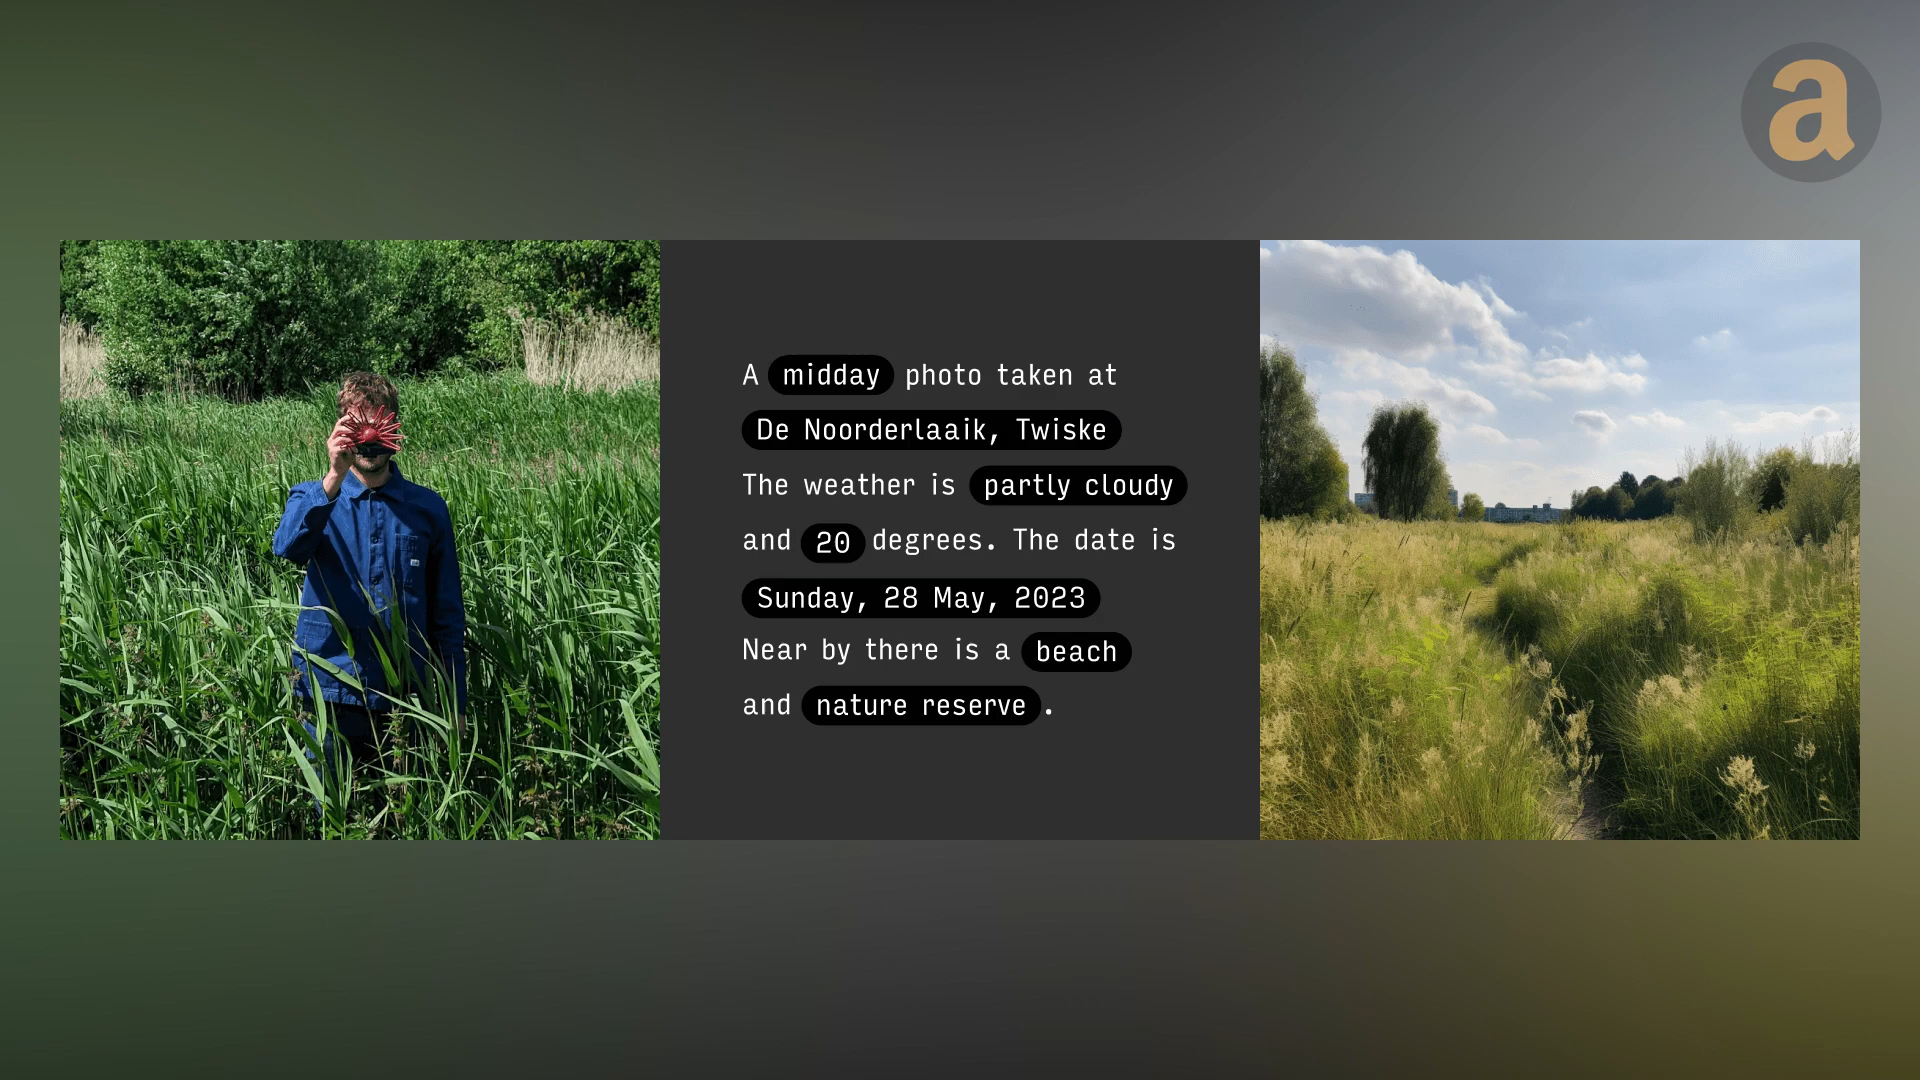 a
A midday photo taken at
De Noorderlaaik, Twiske
The weather is partly cloudy
and 20 degrees. The date is
Sunday, 28 May, 2023
Near by there is a beach
and nature reserve.